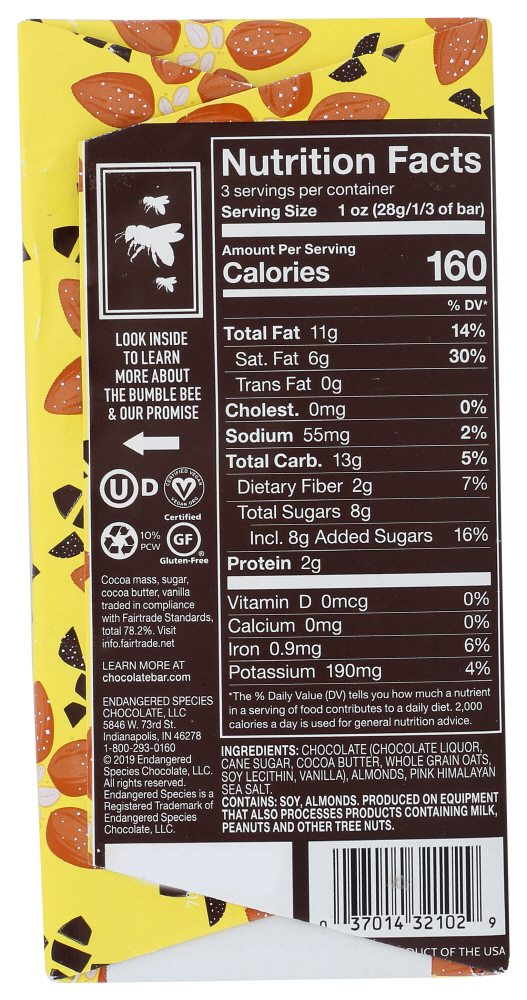 Nutrition Facts
3 servings per container
Serving Size 1 oz (28g/1/3 of bar)
Amount Per Serving
Calories 160
% DV*
Total Fat 11g 14%
Sat. Fat 6g 30%
Trans Fat 0g
Cholest. 0mg 0%
Sodium 55mg 2%
Total Carb. 13g 5%
Dietary Fiber 2g 7%
Total Sugars 8g
Incl. 8g Added Sugars 16%
Protein 2g
Vitamin D 0mcg 0%
Calcium 0mg 0%
Iron 0.9mg 6%
Potassium 190mg 4%
*The % Daily Value (DV) tells you how much a nutrient
in a serving of food contributes to a daily diet. 2,000
calories a day is used for general nutrition advice.
LOOK INSIDE
TO LEARN
MORE ABOUT
THE BUMBLE BEE
& OUR PROMISE
U D
CERTIFIED VEGAN
VEGAN.ORG
10%
PCW
Certified
GF
®
Gluten-Free
Cocoa mass, sugar,
cocoa butter, vanilla
traded in compliance
with Fairtrade Standards,
total 78.2%. Visit
info.fairtrade.net
LEARN MORE AT
chocolatebar.com
ENDANGERED SPECIES
CHOCOLATE, LLC
5846 W. 73rd St.
Indianapolis, IN 46278
1-800-293-0160
© 2019 Endangered
Species Chocolate, LLC.
All rights reserved.
Endangered Species is a
Registered Trademark of
Endangered Species
Chocolate, LLC.
INGREDIENTS: CHOCOLATE (CHOCOLATE LIQUOR,
CANE SUGAR, COCOA BUTTER, WHOLE GRAIN OATS,
SOY LECITHIN, VANILLA), ALMONDS, PINK HIMALAYAN
SEA SALT.
CONTAINS: SOY, ALMONDS. PRODUCED ON EQUIPMENT
THAT ALSO PROCESSES PRODUCTS CONTAINING MILK,
PEANUTS AND OTHER TREE NUTS.
0 37014 32102 9
DUCT OF THE USA